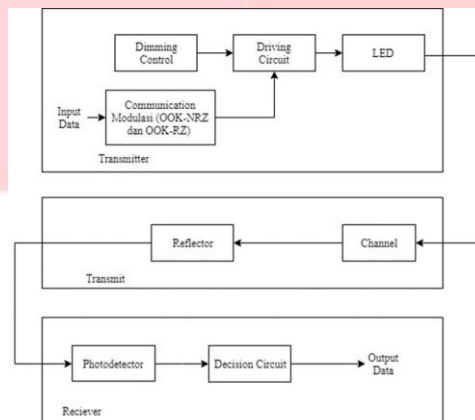 Dimming
Control
Driving
Circuit
LED
Input
Data
Communication
Modulasi (OOK-NRZ
dan OOK-RZ)
Transmitter
Reflector
Channel
Transmit
Photodetector
Decision Circuit
Output
Data
Reciever